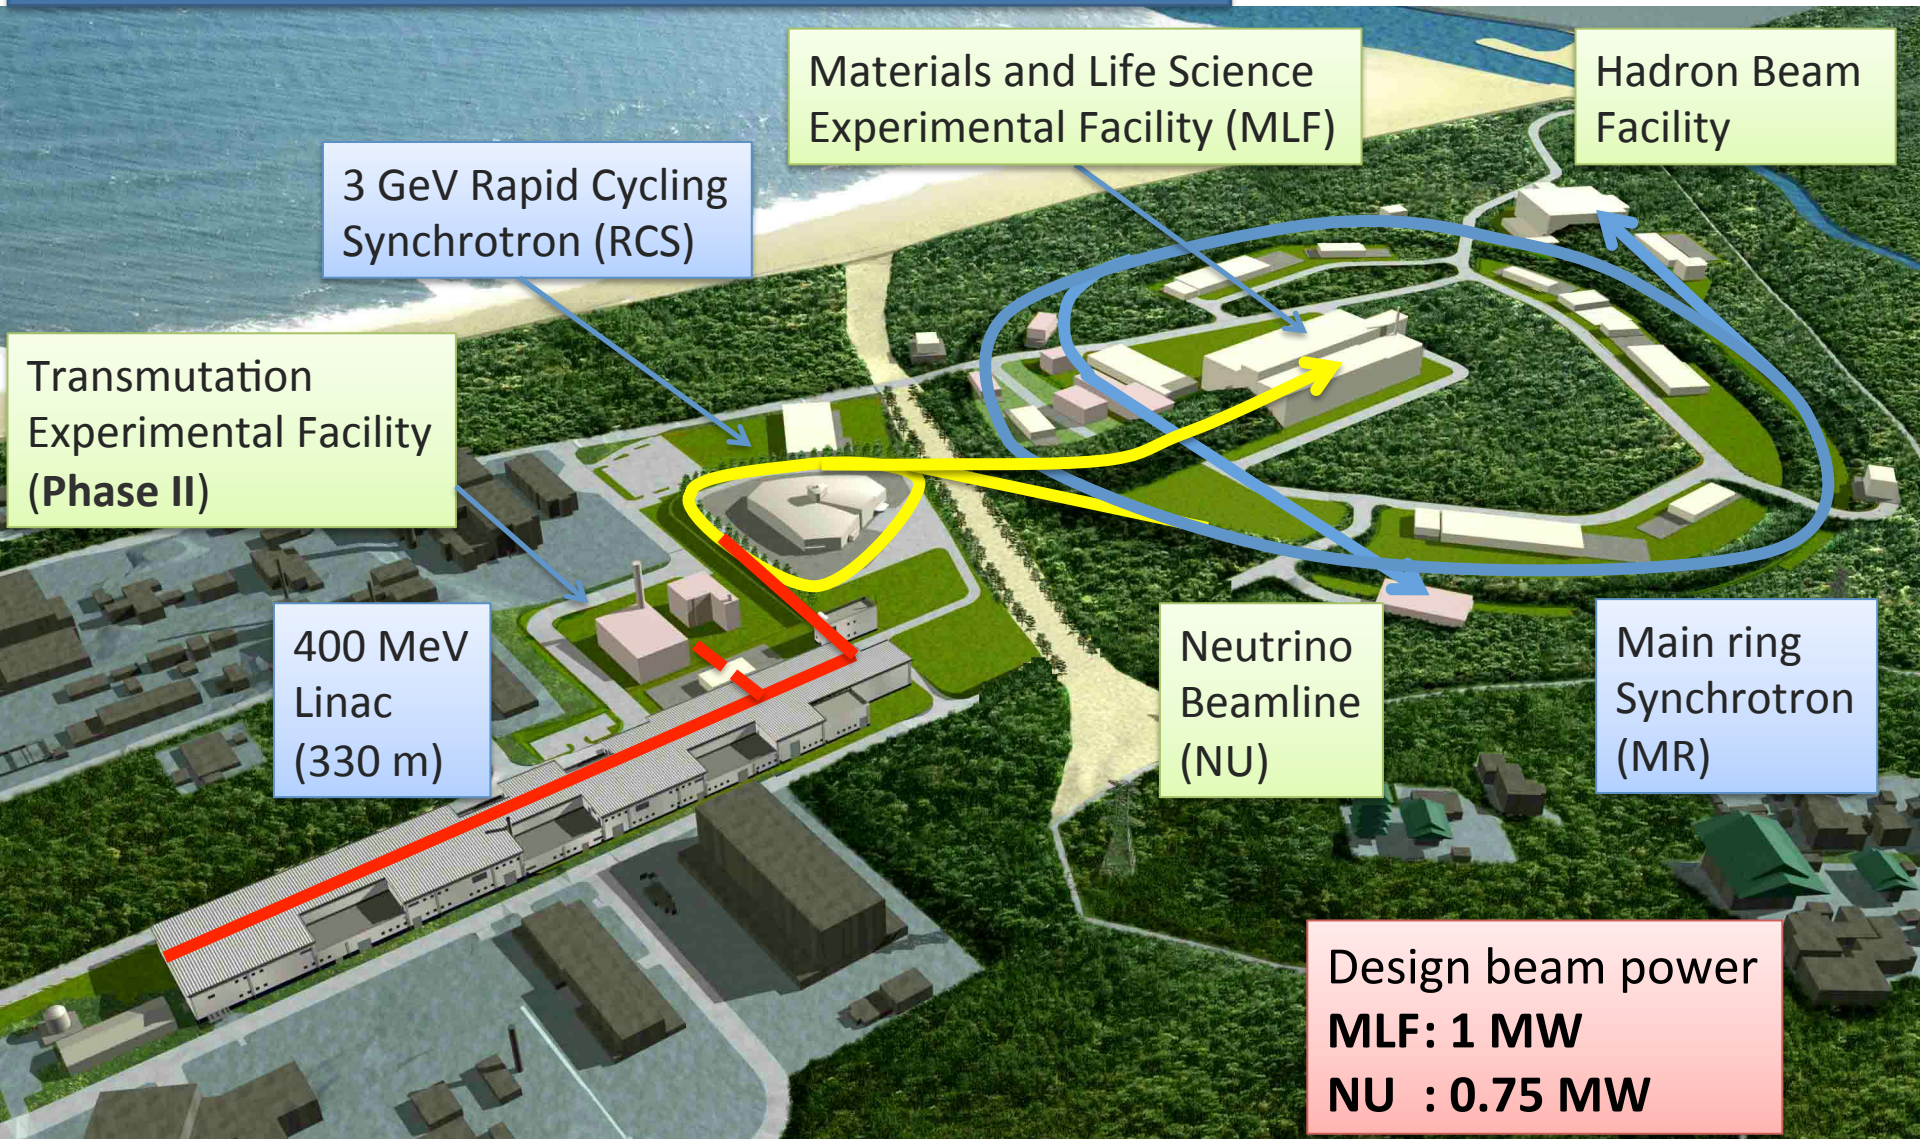 Materials and Life Science
Experimental Facility (MLF)
Hadron Beam
Facility
3 GeV Rapid Cycling
Synchrotron (RCS)
Transmutation
Experimental Facility
(Phase II)
400 MeV
Linac
(330 m)
Neutrino
Beamline
(NU)
Main ring
Synchrotron
(MR)
Design beam power
MLF: 1 MW
NU : 0.75 MW